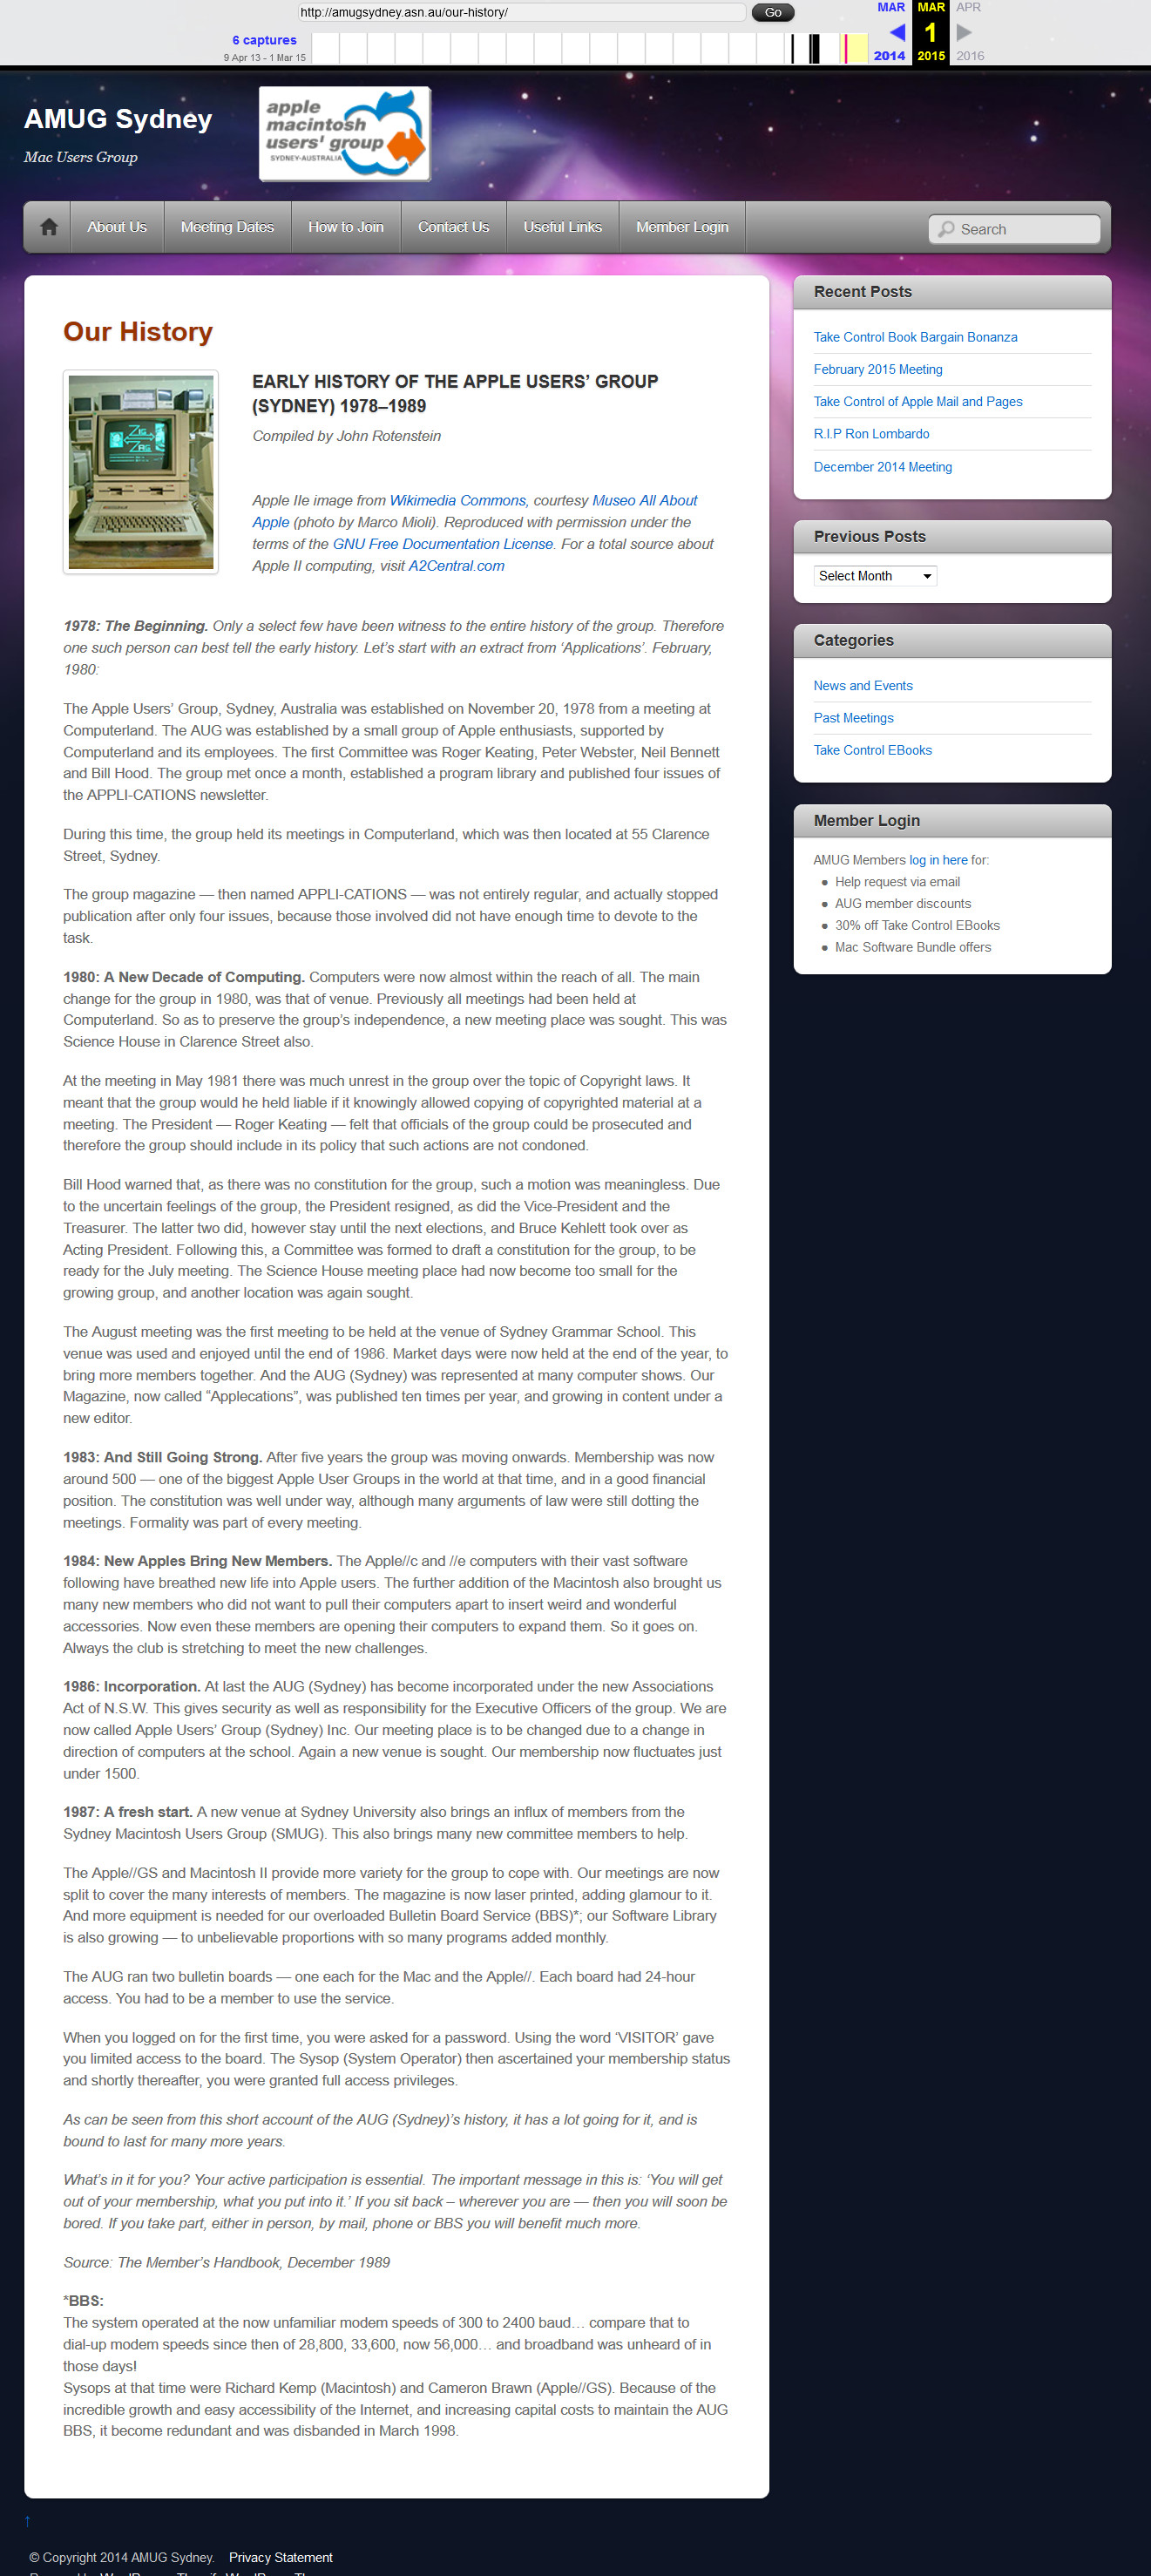 http://amugsydney.asn.au/our-history/ Go
MAR MAR APR
6 captures
1
9 Apr 13 - 1 Mar 15
2014 2015 2016
AMUG Sydney
Mac Users Group
apple
macintosh
users' group
SYDNEY-AUSTRALIA
About Us Meeting Dates How to Join Contact Us Useful Links Member Login Search
Our History
EARLY HISTORY OF THE APPLE USERS’ GROUP
(SYDNEY) 1978–1989
Compiled by John Rotenstein
ZIG
ZAG
Apple IIe image from Wikimedia Commons, courtesy Museo All About
Apple (photo by Marco Mioli). Reproduced with permission under the
terms of the GNU Free Documentation License. For a total source about
Apple II computing, visit A2Central.com
1978: The Beginning. Only a select few have been witness to the entire history of the group. Therefore
one such person can best tell the early history. Let’s start with an extract from ‘Applications’. February,
1980:
The Apple Users’ Group, Sydney, Australia was established on November 20, 1978 from a meeting at
Computerland. The AUG was established by a small group of Apple enthusiasts, supported by
Computerland and its employees. The first Committee was Roger Keating, Peter Webster, Neil Bennett
and Bill Hood. The group met once a month, established a program library and published four issues of
the APPLI-CATIONS newsletter.
During this time, the group held its meetings in Computerland, which was then located at 55 Clarence
Street, Sydney.
The group magazine — then named APPLI-CATIONS — was not entirely regular, and actually stopped
publication after only four issues, because those involved did not have enough time to devote to the
task.
1980: A New Decade of Computing. Computers were now almost within the reach of all. The main
change for the group in 1980, was that of venue. Previously all meetings had been held at
Computerland. So as to preserve the group’s independence, a new meeting place was sought. This was
Science House in Clarence Street also.
At the meeting in May 1981 there was much unrest in the group over the topic of Copyright laws. It
meant that the group would he held liable if it knowingly allowed copying of copyrighted material at a
meeting. The President — Roger Keating — felt that officials of the group could be prosecuted and
therefore the group should include in its policy that such actions are not condoned.
Bill Hood warned that, as there was no constitution for the group, such a motion was meaningless. Due
to the uncertain feelings of the group, the President resigned, as did the Vice-President and the
Treasurer. The latter two did, however stay until the next elections, and Bruce Kehlett took over as
Acting President. Following this, a Committee was formed to draft a constitution for the group, to be
ready for the July meeting. The Science House meeting place had now become too small for the
growing group, and another location was again sought.
The August meeting was the first meeting to be held at the venue of Sydney Grammar School. This
venue was used and enjoyed until the end of 1986. Market days were now held at the end of the year, to
bring more members together. And the AUG (Sydney) was represented at many computer shows. Our
Magazine, now called “Applecations”, was published ten times per year, and growing in content under a
new editor.
1983: And Still Going Strong. After five years the group was moving onwards. Membership was now
around 500 — one of the biggest Apple User Groups in the world at that time, and in a good financial
position. The constitution was well under way, although many arguments of law were still dotting the
meetings. Formality was part of every meeting.
1984: New Apples Bring New Members. The Apple//c and //e computers with their vast software
following have breathed new life into Apple users. The further addition of the Macintosh also brought us
many new members who did not want to pull their computers apart to insert weird and wonderful
accessories. Now even these members are opening their computers to expand them. So it goes on.
Always the club is stretching to meet the new challenges.
1986: Incorporation. At last the AUG (Sydney) has become incorporated under the new Associations
Act of N.S.W. This gives security as well as responsibility for the Executive Officers of the group. We are
now called Apple Users’ Group (Sydney) Inc. Our meeting place is to be changed due to a change in
direction of computers at the school. Again a new venue is sought. Our membership now fluctuates just
under 1500.
1987: A fresh start. A new venue at Sydney University also brings an influx of members from the
Sydney Macintosh Users Group (SMUG). This also brings many new committee members to help.
The Apple//GS and Macintosh II provide more variety for the group to cope with. Our meetings are now
split to cover the many interests of members. The magazine is now laser printed, adding glamour to it.
And more equipment is needed for our overloaded Bulletin Board Service (BBS)*; our Software Library
is also growing — to unbelievable proportions with so many programs added monthly.
The AUG ran two bulletin boards — one each for the Mac and the Apple//. Each board had 24-hour
access. You had to be a member to use the service.
When you logged on for the first time, you were asked for a password. Using the word ‘VISITOR’ gave
you limited access to the board. The Sysop (System Operator) then ascertained your membership status
and shortly thereafter, you were granted full access privileges.
As can be seen from this short account of the AUG (Sydney)’s history, it has a lot going for it, and is
bound to last for many more years.
What’s in it for you? Your active participation is essential. The important message in this is: ‘You will get
out of your membership, what you put into it.’ If you sit back – wherever you are — then you will soon be
bored. If you take part, either in person, by mail, phone or BBS you will benefit much more.
Source: The Member’s Handbook, December 1989
*BBS:
The system operated at the now unfamiliar modem speeds of 300 to 2400 baud… compare that to
dial-up modem speeds since then of 28,800, 33,600, now 56,000… and broadband was unheard of in
those days!
Sysops at that time were Richard Kemp (Macintosh) and Cameron Brawn (Apple//GS). Because of the
incredible growth and easy accessibility of the Internet, and increasing capital costs to maintain the AUG
BBS, it become redundant and was disbanded in March 1998.
Recent Posts
Take Control Book Bargain Bonanza
February 2015 Meeting
Take Control of Apple Mail and Pages
R.I.P Ron Lombardo
December 2014 Meeting
Previous Posts
Select Month
Categories
News and Events
Past Meetings
Take Control EBooks
Member Login
AMUG Members log in here for:
Help request via email
AUG member discounts
30% off Take Control EBooks
Mac Software Bundle offers
↑
© Copyright 2014 AMUG Sydney. Privacy Statement